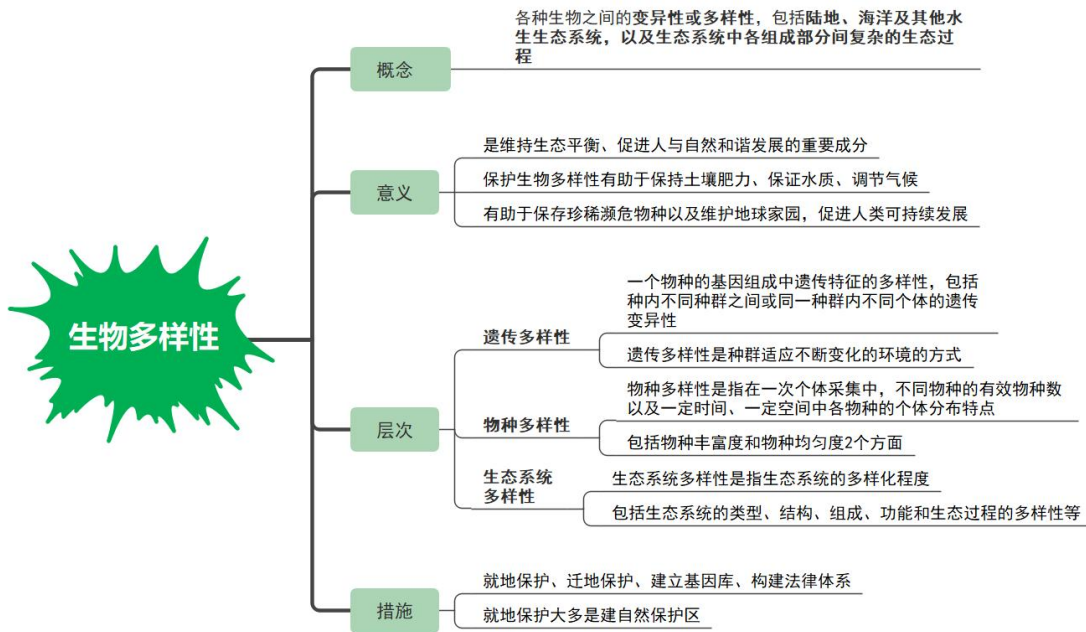 各种生物之间的变异性或多样性，包括陆地、海洋及其他水
生生态系统，以及生态系统中各组成部分间复杂的生态过
程
概念
是维持生态平衡、促进人与自然和谐发展的重要成分
保护生物多样性有助于保持土壤肥力、保证水质、调节气候
意义
有助于保存珍稀濒危物种以及维护地球家园，促进人类可持续发展
生物多样性
一个物种的基因组成中遗传特征的多样性，包括
种内不同种群之间或同一种群内不同个体的遗传
变异性
遗传多样性
遗传多样性是种群适应不断变化的环境的方式
物种多样性是指在一次个体采集中，不同物种的有效物种数
以及一定时间、一定空间中各物种的个体分布特点
层次
物种多样性
包括物种丰富度和物种均匀度2个方面
生态系统
多样性
生态系统多样性是指生态系统的多样化程度
包括生态系统的类型、结构、组成、功能和生态过程的多样性等
就地保护、迁地保护、建立基因库、构建法律体系
措施
就地保护大多是建自然保护区